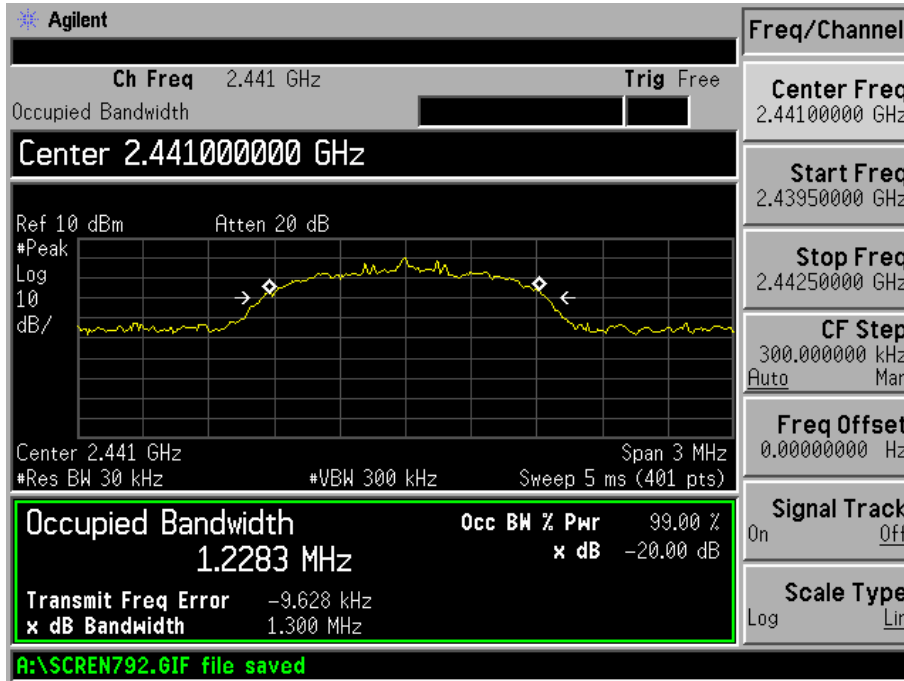 Agilent
Ch Freq 2.441 GHz Trig Free
Occupied Bandwidth
Center 2.441000000 GHz
Ref 10 dBm Atten 20 dB
#Peak
Log
10
dB/
Center 2.441 GHz Span 3 MHz
#Res BW 30 kHz #VBW 300 kHz Sweep 5 ms (401 pts)
Occupied Bandwidth
1.2283 MHz
Occ BW % Pwr 99.00 %
x dB -20.00 dB
Transmit Freq Error -9.628 kHz
x dB Bandwidth 1.300 MHz
A:\SCREN792.GIF file saved
Freq/Channel
Center Freq
2.44100000 GHz
Start Freq
2.43950000 GHz
Stop Freq
2.44250000 GHz
CF Step
300.000000 kHz
Auto Man
Freq Offset
0.00000000 Hz
Signal Track
On Off
Scale Type
Log Lin